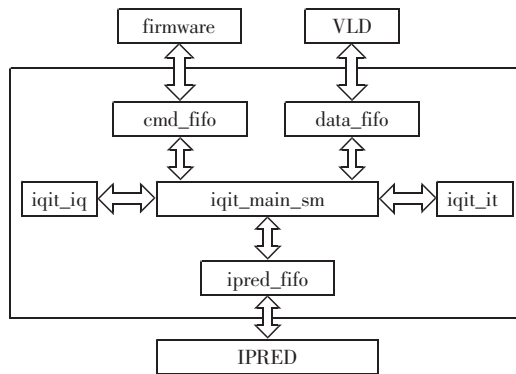 firmware VLD
cmd_fifo data_fifo
iqit_iq iqit_main_sm iqit_it
ipred_fifo
IPRED